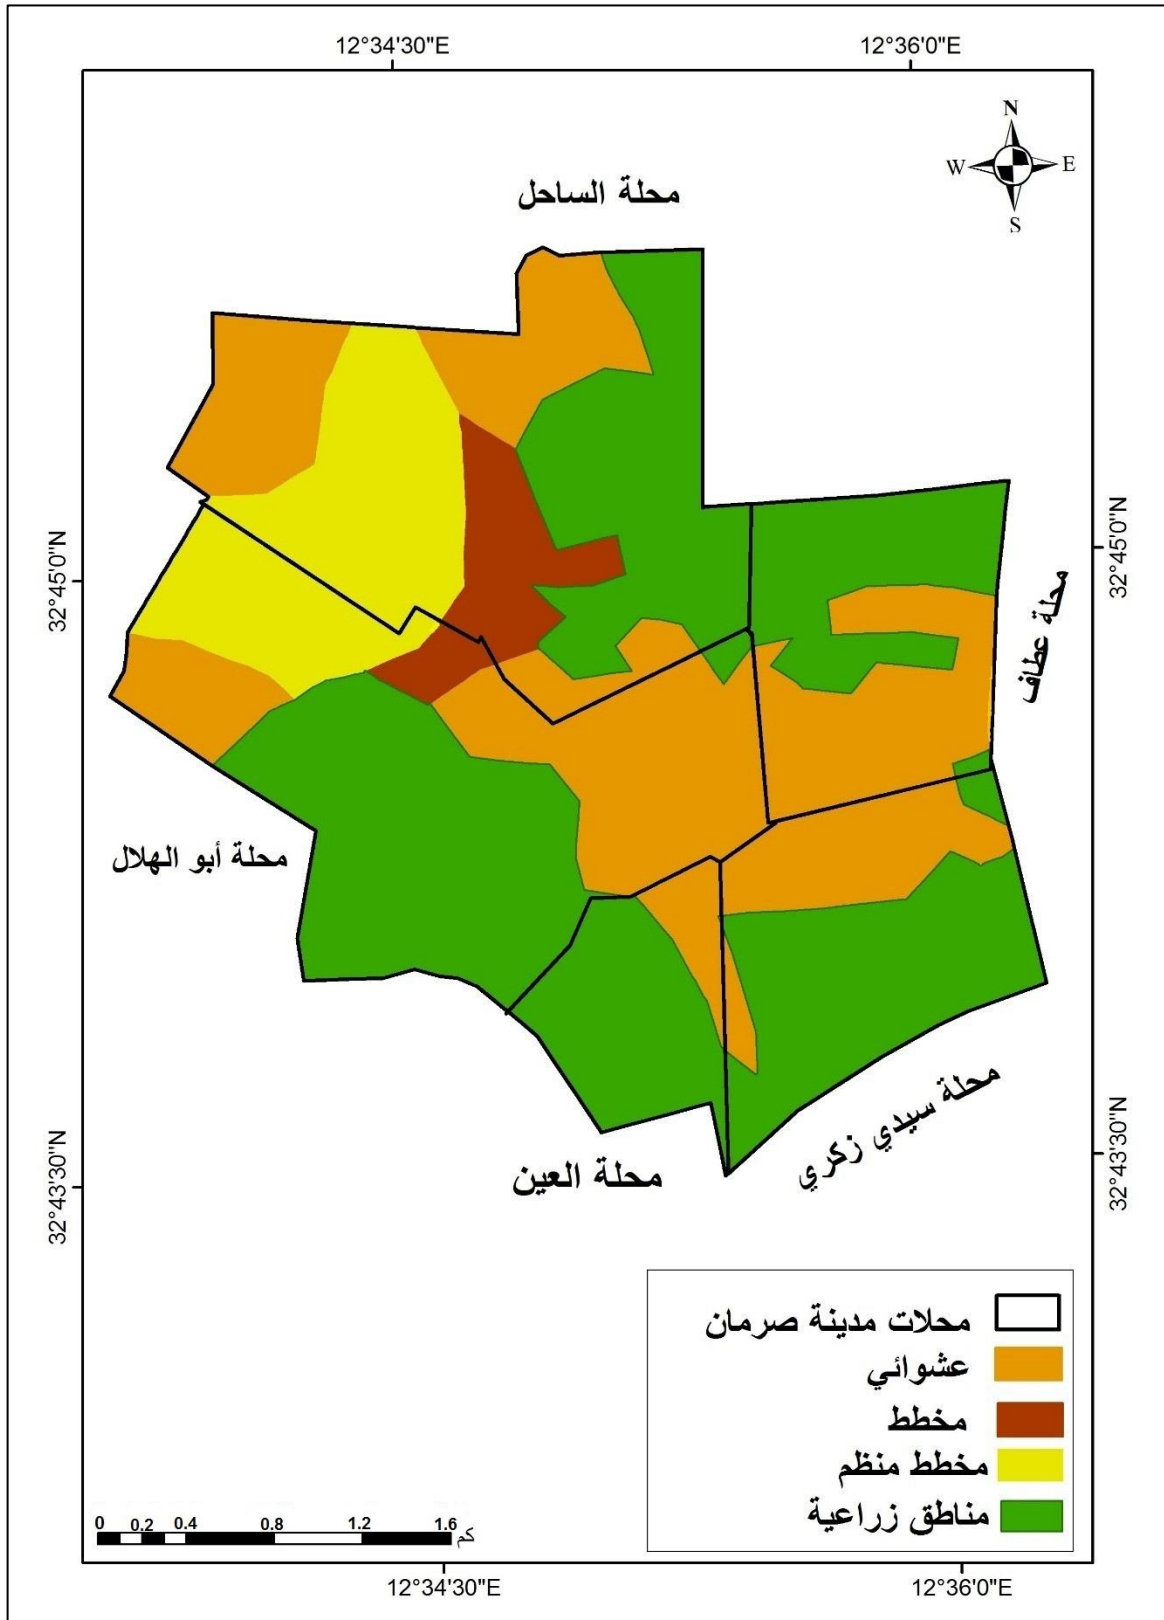 12°34'30"E
12°36'0"E
N
W
E
S
محلة الساحل
32°45'0"N
32°45'0"N
محلة عطاف
محلة أبو الهلال
محلة سيدي زكري
محلة العين
32°43'30"N
32°43'30"N
محلات مدينة صرمان
عشوائي
مخطط
مخطط منظم
مناطق زراعية
0 0.2 0.4 0.8 1.2 1.6 كم
12°34'30"E
12°36'0"E